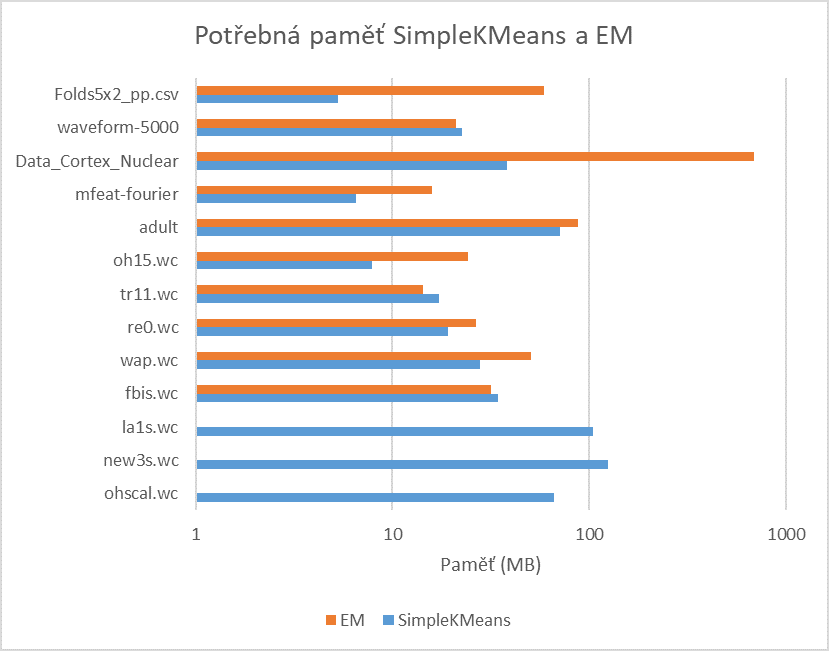 Potřebná paměť SimpleKMeans a EM
Folds5x2_pp.csv
waveform-5000
Data_Cortex_Nuclear
mfeat-fourier
adult
oh15.wc
tr11.wc
re0.wc
wap.wc
fbis.wc
la1s.wc
new3s.wc
ohscal.wc
1 10 100 1000
Paměť (MB)
EM SimpleKMeans